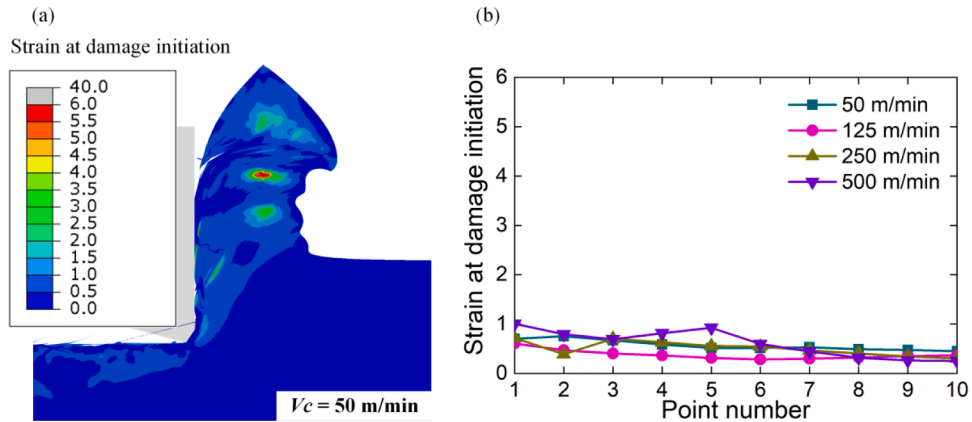 (a)
Strain at damage initiation
40.0
6.0
5.5
5.0
4.5
4.0
3.5
3.0
2.5
2.0
1.5
1.0
0.5
0.0
Vc = 50 m/min
(b)
Strain at damage initiation
6
5
4
3
2
1
0
50 m/min
125 m/min
250 m/min
500 m/min
1 2 3 4 5 6 7 8 9 10
Point number